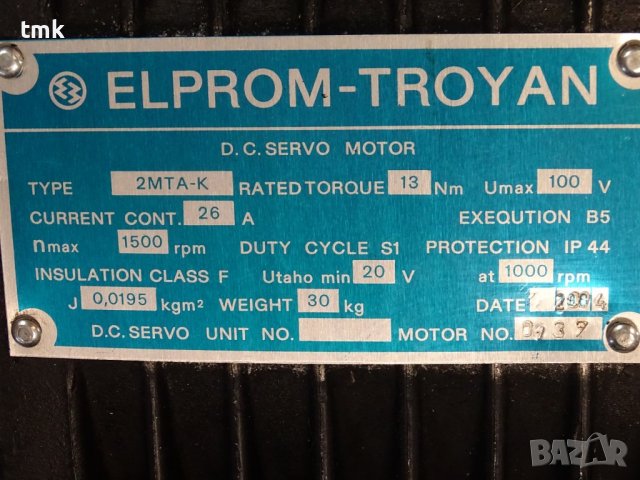 tmk
ELPROM-TROYAN
D.C. SERVO MOTOR
TYPE 2MTA-K RATED TORQUE 13 Nm Umax 100 V
CURRENT CONT. 26 A EXEQUTION B5
nmax 1500 rpm DUTY CYCLE S1 PROTECTION IP 44
INSULATION CLASS F Utaho min 20 V at 1000 rpm
J 0,0195 kgm² WEIGHT 30 kg DATE 2004
D.C. SERVO UNIT NO. MOTOR NO.
BAZAR